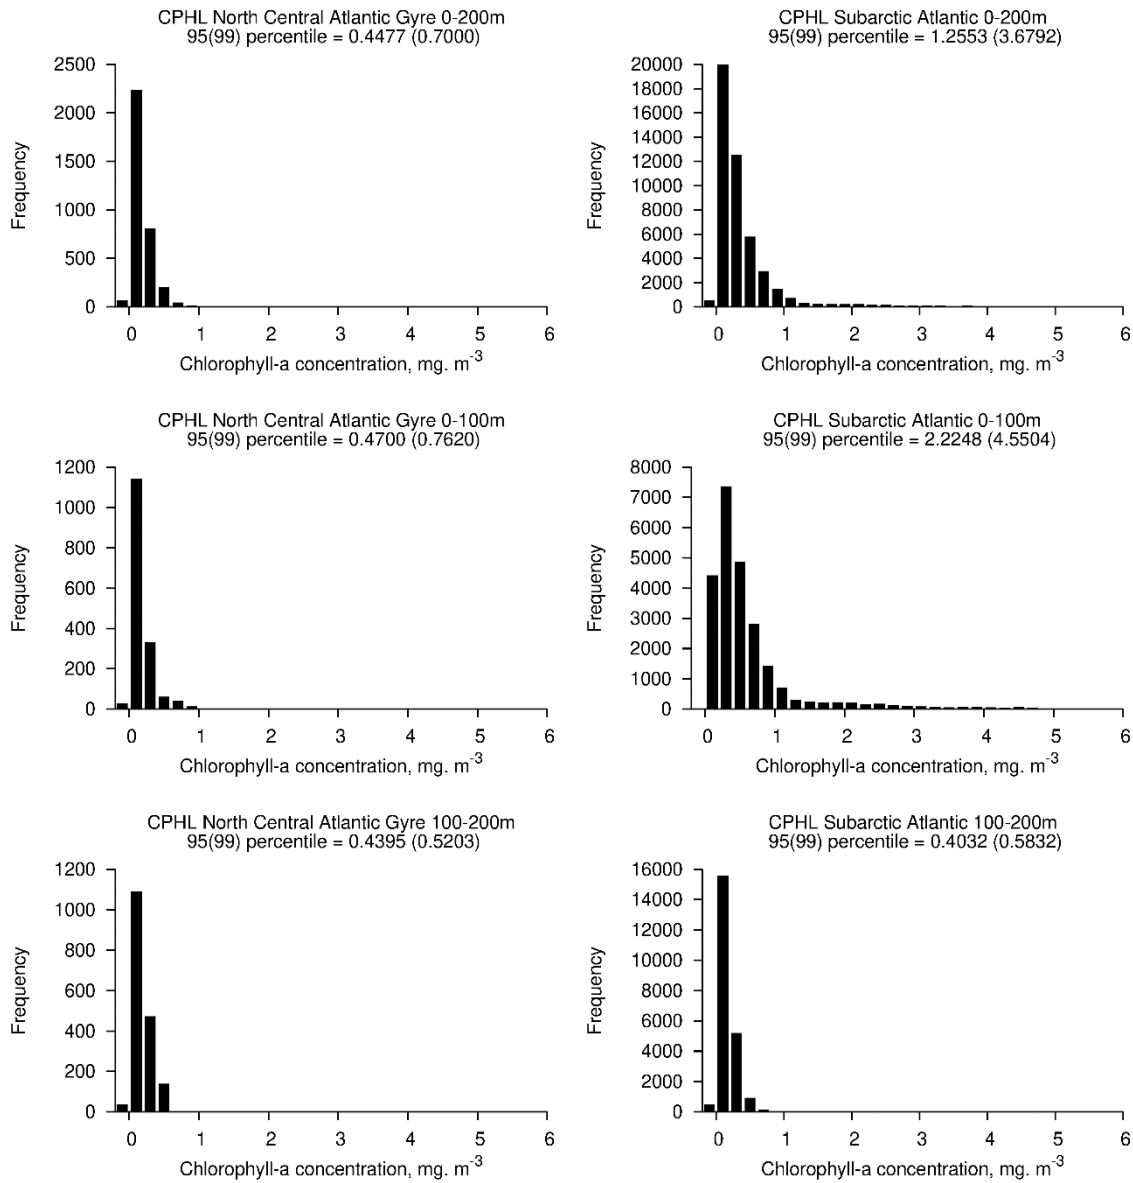 CPHL North Central Atlantic Gyre 0-200m
95(99) percentile = 0.4477 (0.7000)
2500
2000
1500
1000
500
0
Frequency
0 1 2 3 4 5 6
Chlorophyll-a concentration, mg. m-3
CPHL Subarctic Atlantic 0-200m
95(99) percentile = 1.2553 (3.6792)
20000
18000
16000
14000
12000
10000
8000
6000
4000
2000
0
Frequency
0 1 2 3 4 5 6
Chlorophyll-a concentration, mg. m-3
CPHL North Central Atlantic Gyre 0-100m
95(99) percentile = 0.4700 (0.7620)
1200
1000
800
600
400
200
0
Frequency
0 1 2 3 4 5 6
Chlorophyll-a concentration, mg. m-3
CPHL Subarctic Atlantic 0-100m
95(99) percentile = 2.2248 (4.5504)
8000
7000
6000
5000
4000
3000
2000
1000
0
Frequency
0 1 2 3 4 5 6
Chlorophyll-a concentration, mg. m-3
CPHL North Central Atlantic Gyre 100-200m
95(99) percentile = 0.4395 (0.5203)
1200
1000
800
600
400
200
0
Frequency
0 1 2 3 4 5 6
Chlorophyll-a concentration, mg. m-3
CPHL Subarctic Atlantic 100-200m
95(99) percentile = 0.4032 (0.5832)
16000
14000
12000
10000
8000
6000
4000
2000
0
Frequency
0 1 2 3 4 5 6
Chlorophyll-a concentration, mg. m-3